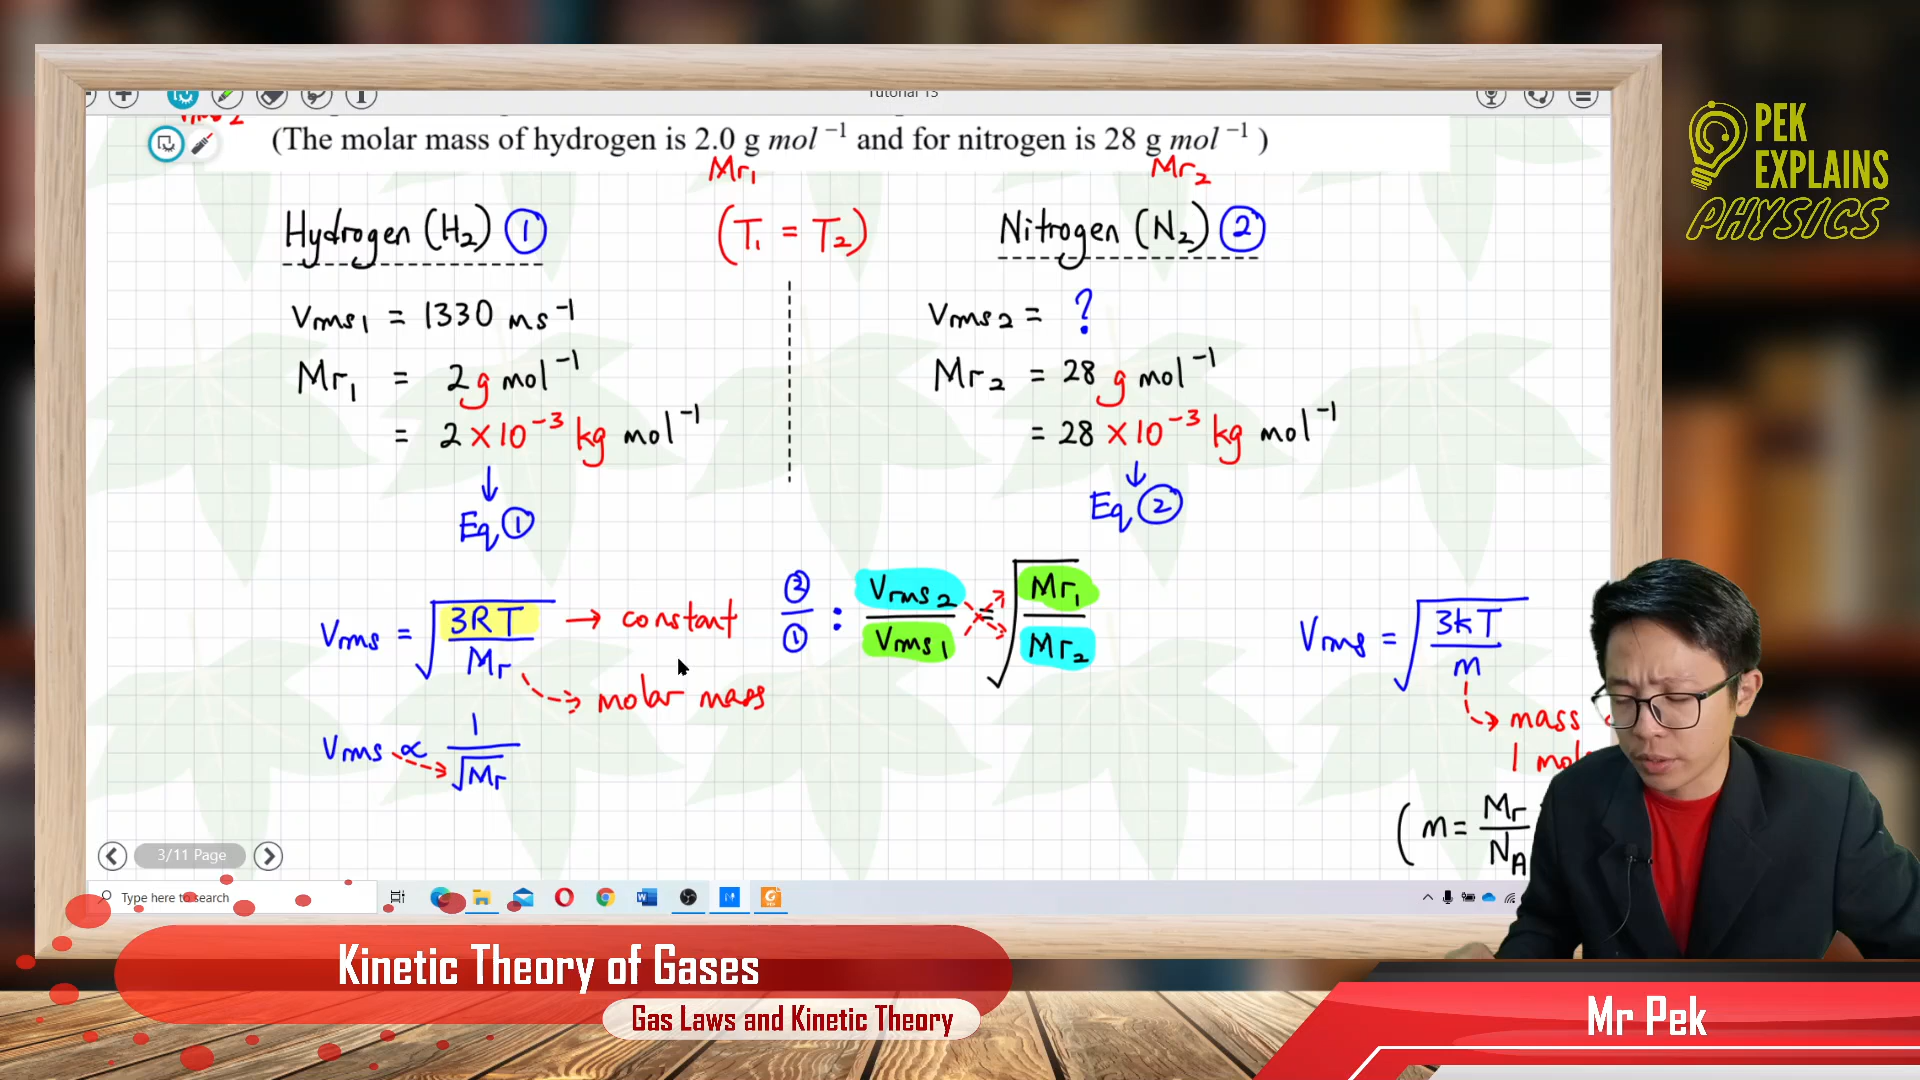 Tutorial 13
(The molar mass of hydrogen is 2.0 g mol⁻¹ and for nitrogen is 28 g mol⁻¹ )
Mr₁
Mr₂
PEK
EXPLAINS
PHYSICS
Hydrogen (H₂) ①
(T₁ = T₂)
Nitrogen (N₂) ②
Vrms₁ = 1330 ms⁻¹
Vrms₂ = ?
Mr₁ = 2 g mol⁻¹
Mr₂ = 28 g mol⁻¹
= 2 × 10⁻³ kg mol⁻¹
= 28 × 10⁻³ kg mol⁻¹
↓
↓
Eq ①
Eq ②
Vrms = √(3RT/Mr) → constant
②/① : Vrms₂/Vrms₁ = √(Mr₁/Mr₂)
Vrms = √(3kT/m)
molar mass
mass
1 mol
Vrms ∝ 1/√Mr
(m = Mr/N_A
3/11 Page
Type here to search
Kinetic Theory of Gases
Gas Laws and Kinetic Theory
Mr Pek